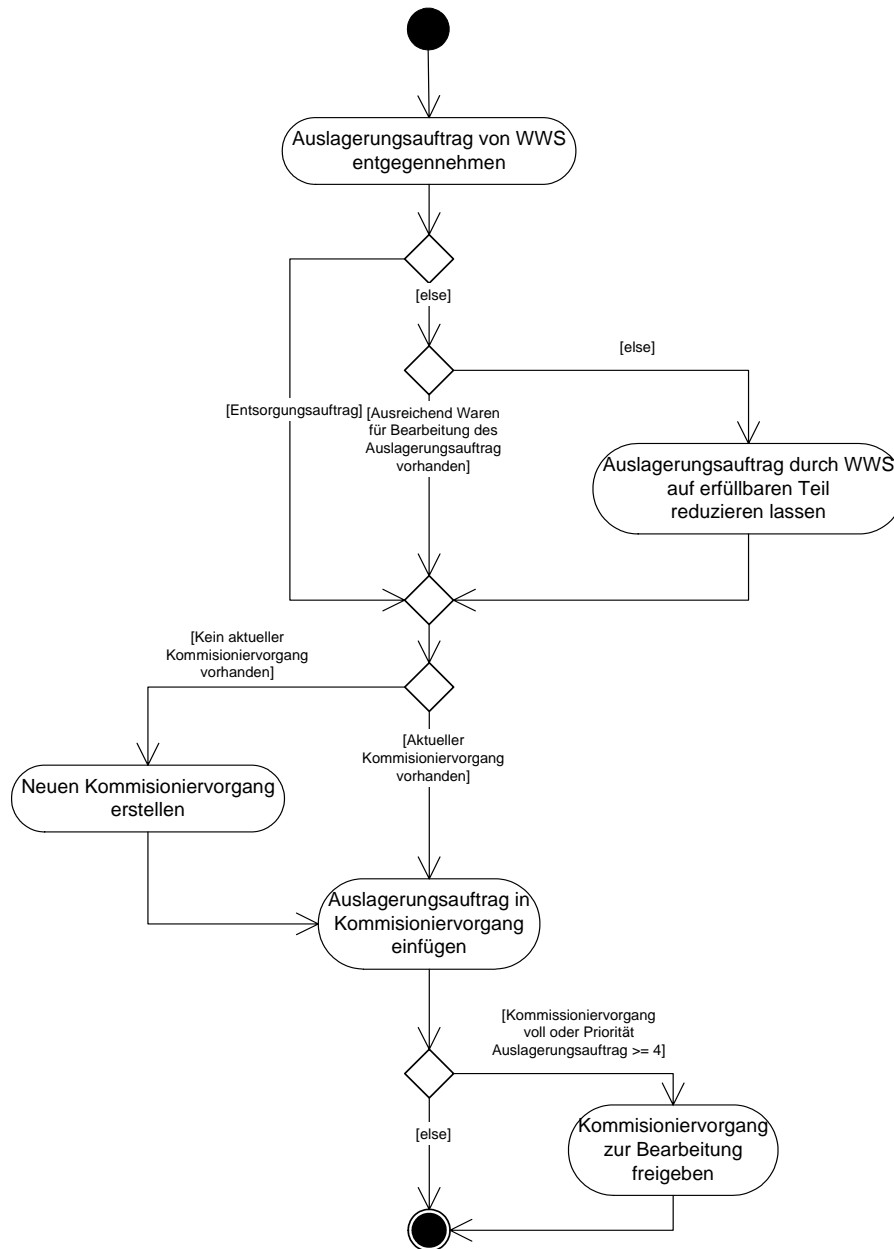 Auslagerungsauftrag von WWS
entgegennehmen
[else]
[else]
[Entsorgungsauftrag]
[Ausreichend Waren
für Bearbeitung des
Auslagerungsauftrag
vorhanden]
Auslagerungsauftrag durch WWS
auf erfüllbaren Teil
reduzieren lassen
[Kein aktueller
Kommisioniervorgang
vorhanden]
[Aktueller
Kommisioniervorgang
vorhanden]
Neuen Kommisioniervorgang
erstellen
Auslagerungsauftrag in
Kommisioniervorgang
einfügen
[Kommissioniervorgang
voll oder Priorität
Auslagerungsauftrag >= 4]
[else]
Kommisioniervorgang
zur Bearbeitung
freigeben